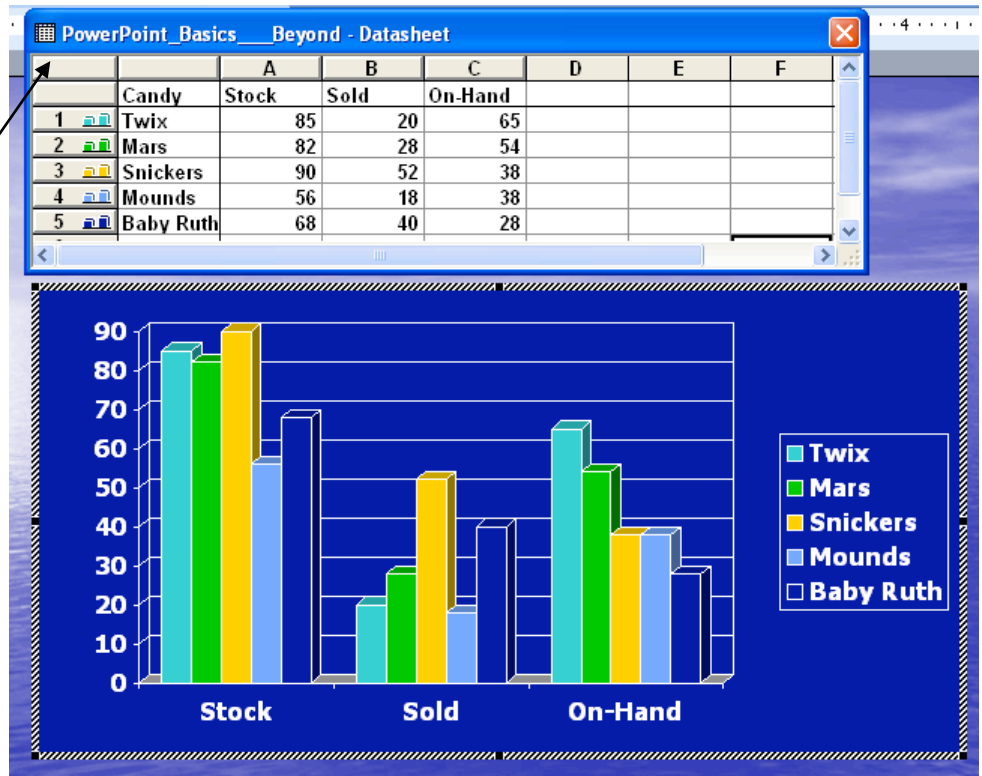 4
PowerPoint_Basics___Beyond - Datasheet
A B C D E F
Candy Stock Sold On-Hand
1 Twix 85 20 65
2 Mars 82 28 54
3 Snickers 90 52 38
4 Mounds 56 18 38
5 Baby Ruth 68 40 28
90
80
70
60
50
40
30
20
10
0
Stock Sold On-Hand
Twix
Mars
Snickers
Mounds
Baby Ruth